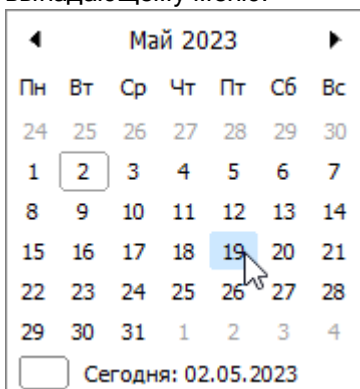 выпадающему меню.
Май 2023
Пн Вт Ср Чт Пт Сб Вс
24 25 26 27 28 29 30
1 2 3 4 5 6 7
8 9 10 11 12 13 14
15 16 17 18 19 20 21
22 23 24 25 26 27 28
29 30 31 1 2 3 4
Сегодня: 02.05.2023